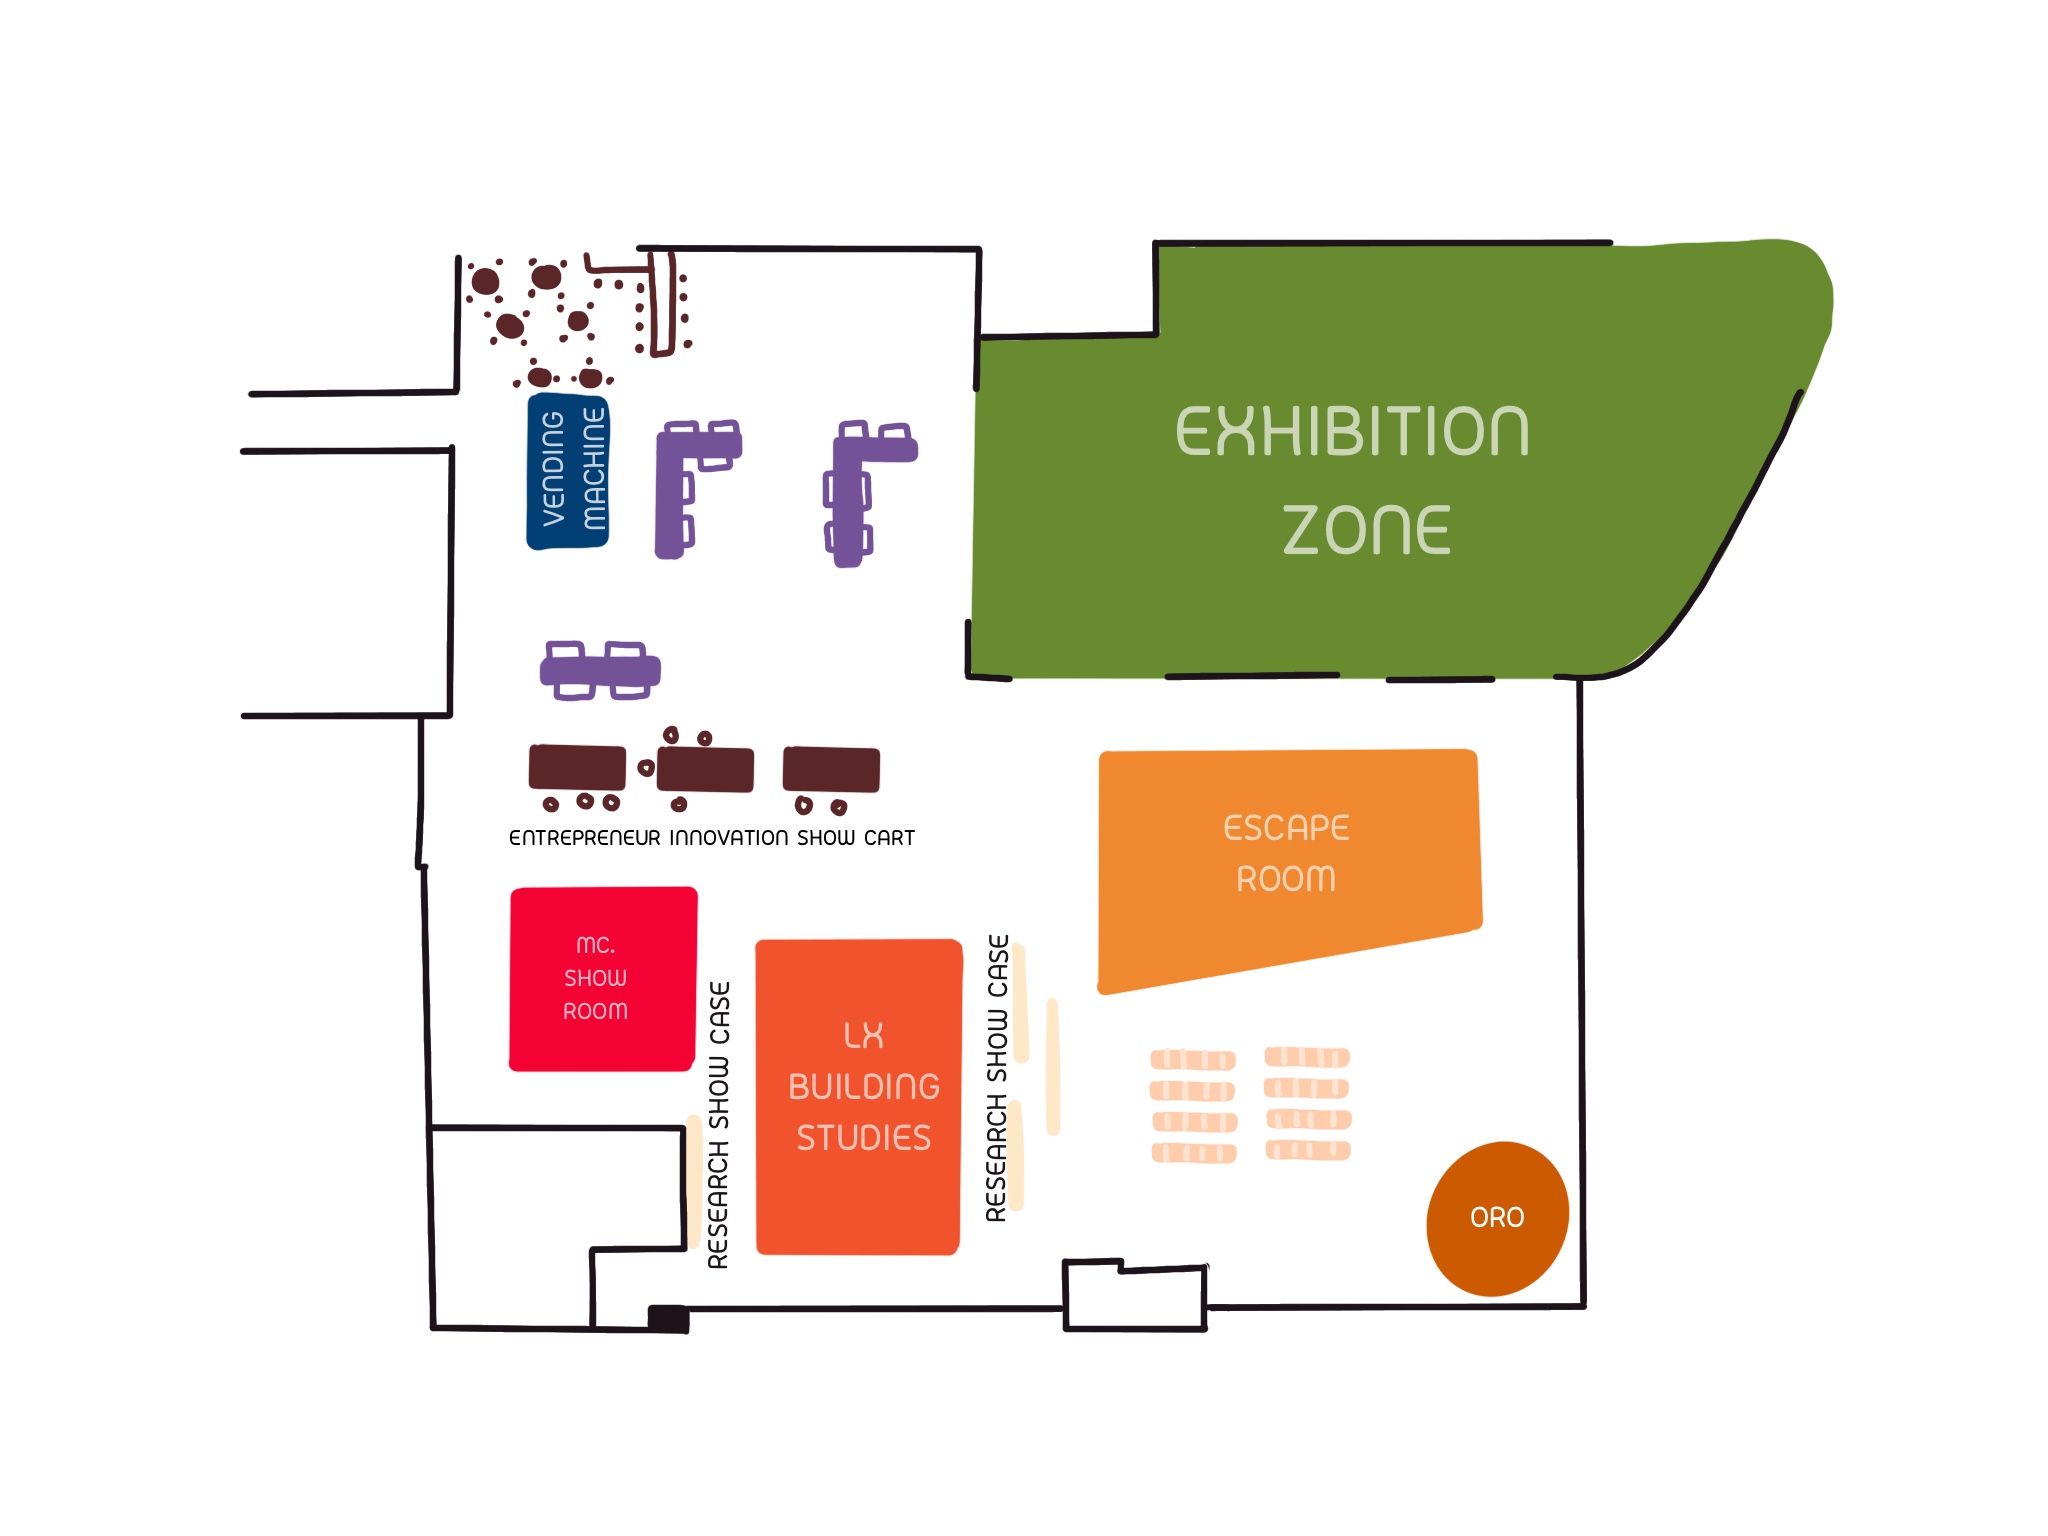 EXHIBITION
ZONE
VENDING
MACHINE
ENTREPRENEUR INNOVATION SHOW CART
ESCAPE
ROOM
MC.
SHOW
ROOM
RESEARCH SHOW CASE
LX
BUILDING
STUDIES
RESEARCH SHOW CASE
ORO